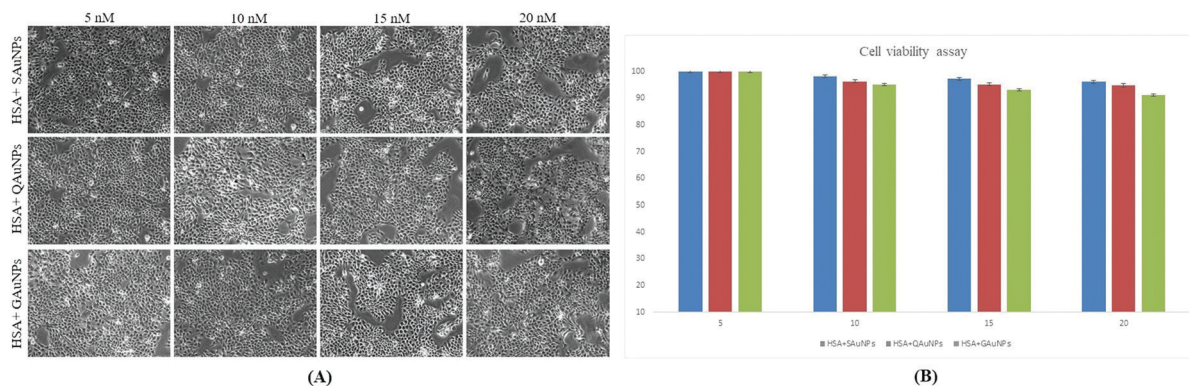 5 nM 10 nM 15 nM 20 nM
HSA+ SAuNPs
HSA+ QAuNPs
HSA+ GAuNPs
(A)
Cell viability assay
100
90
80
70
60
50
40
30
20
10
5 10 15 20
HSA+SAuNPs HSA+QAuNPs HSA+GAuNPs
(B)